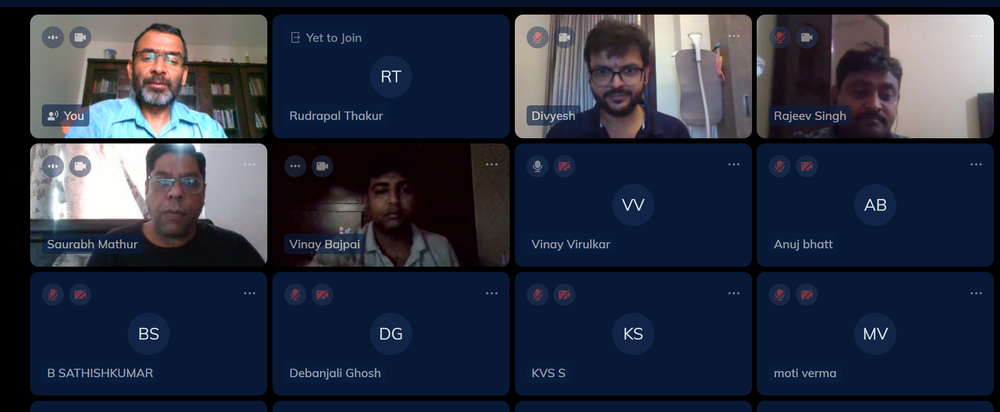 You
Yet to Join
RT
Rudrapal Thakur
Divyesh
Rajeev Singh
Saurabh Mathur
Vinay Bajpai
VV
Vinay Virulkar
AB
Anuj bhatt
BS
B SATHISHKUMAR
DG
Debanjali Ghosh
KS
KVS S
MV
moti verma